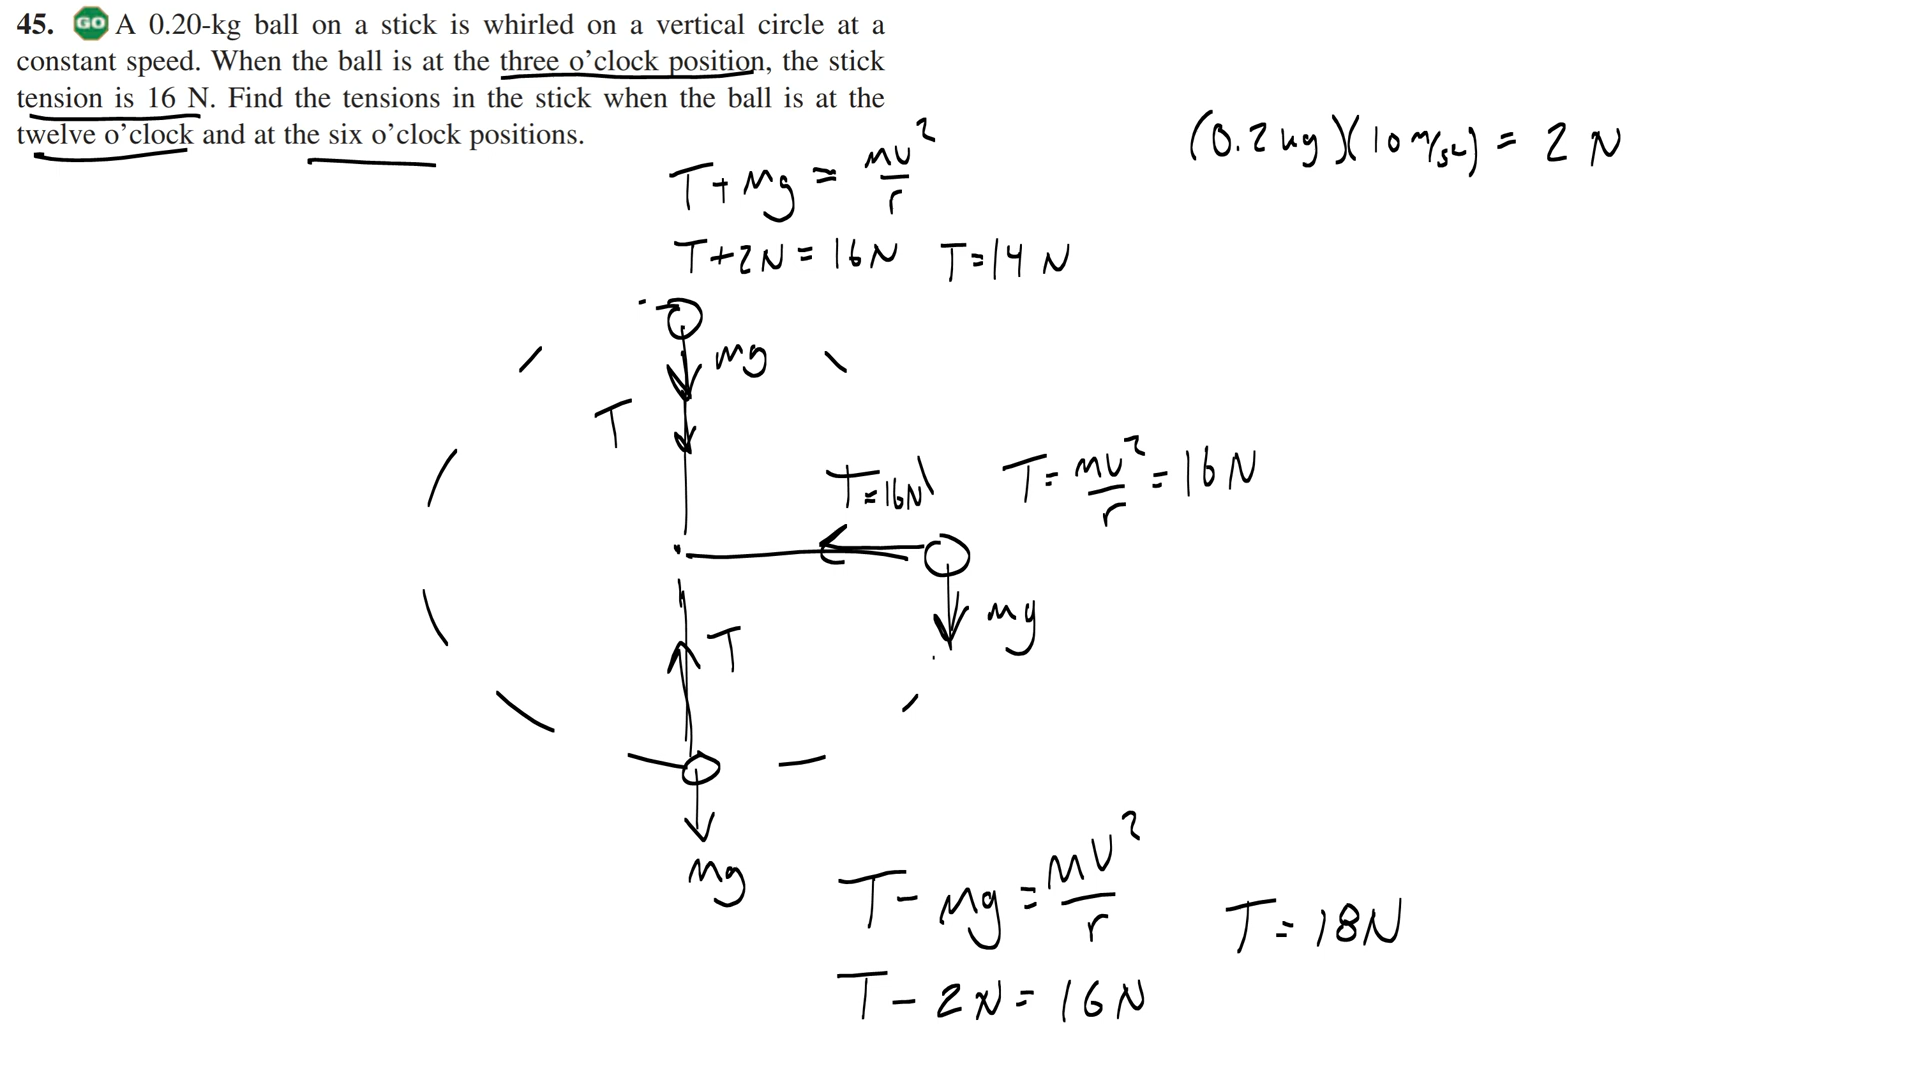 45. GO A 0.20-kg ball on a stick is whirled on a vertical circle at a
constant speed. When the ball is at the three o'clock position, the stick
tension is 16 N. Find the tensions in the stick when the ball is at the
twelve o'clock and at the six o'clock positions.
(0.2 kg)(10 m/s²) = 2 N
T + mg = mv²/r
T + 2N = 16N T = 14 N
mg
T
T = 16N
T = mv²/r = 16 N
mg
T
mg
T - mg = mv²/r
T = 18N
T - 2N = 16N